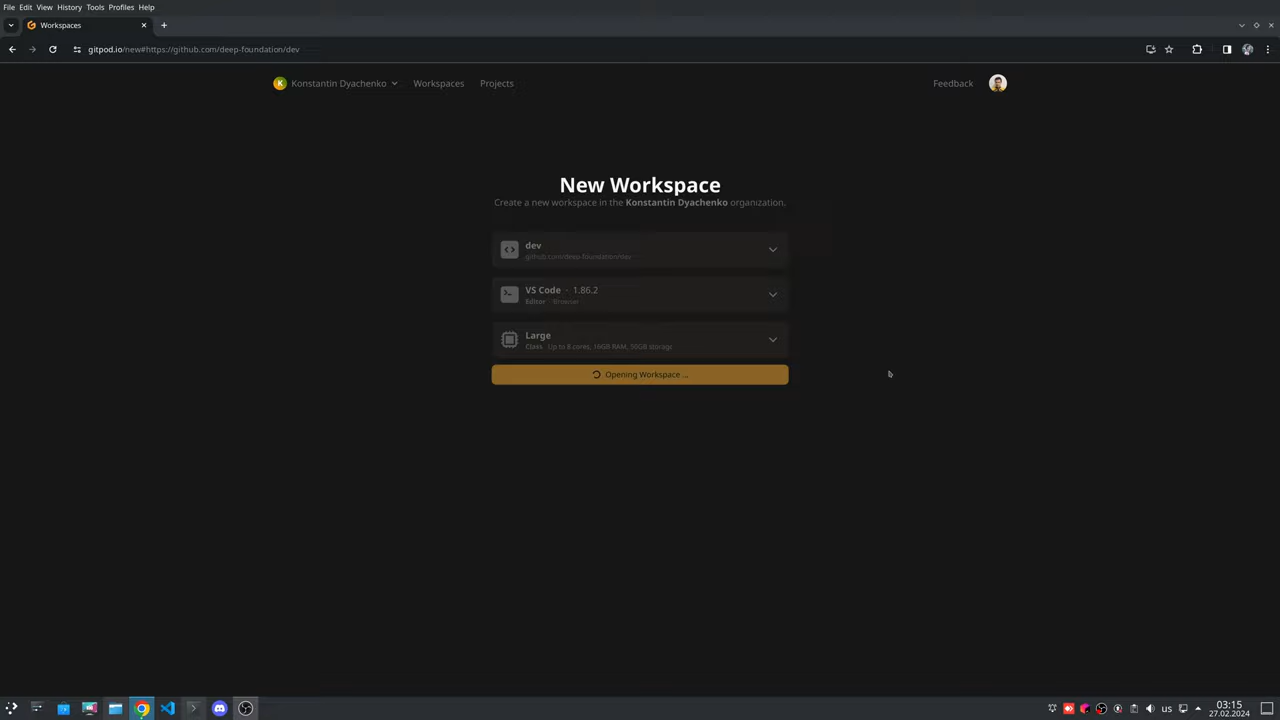 File Edit View History Tools Profiles Help
Workspaces
gitpod.io/new#https://github.com/deep-foundation/dev
K Konstantin Dyachenko Workspaces Projects Feedback
New Workspace
Create a new workspace in the Konstantin Dyachenko organization.
dev
github.com/deep-foundation/dev
VS Code · 1.86.2
Editor · Browser
Large
Class · Up to 8 cores, 16GB RAM, 50GB storage
Opening Workspace ...
us
03:15
27.02.2024